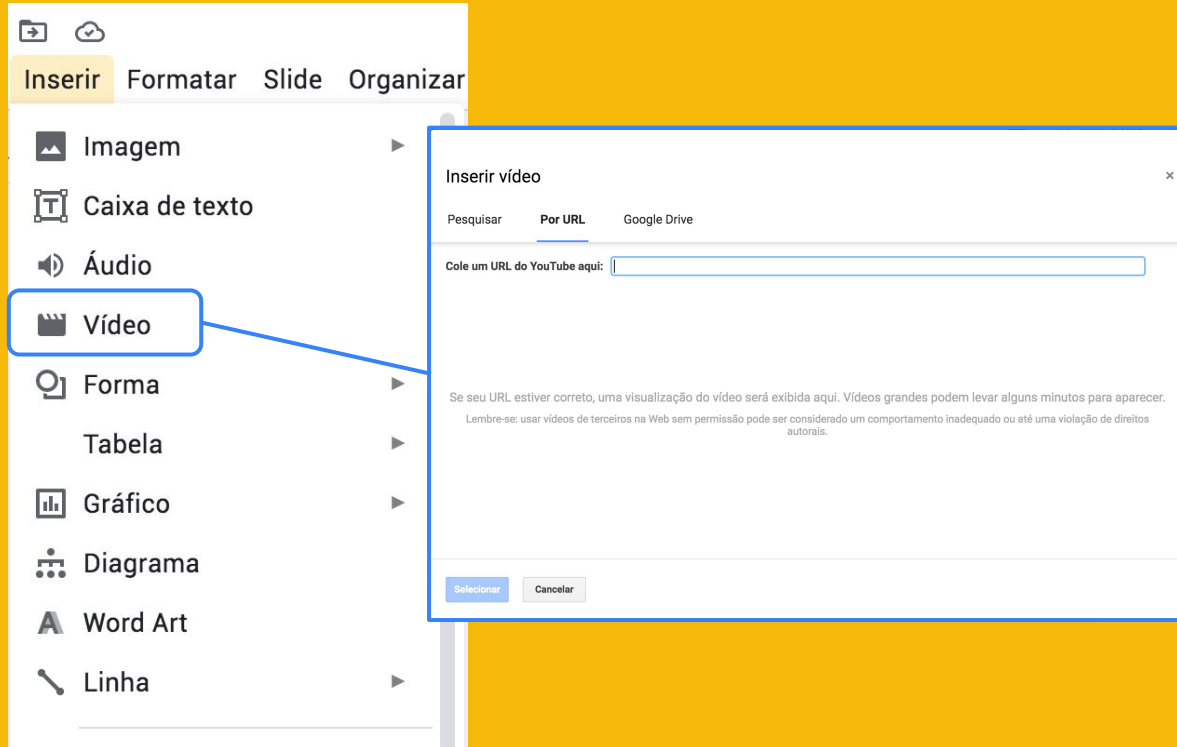 Inserir Formatar Slide Organizar
Imagem
Caixa de texto
Áudio
Vídeo
Forma
Tabela
Gráfico
Diagrama
Word Art
Linha
Inserir vídeo
Pesquisar Por URL Google Drive
Cole um URL do YouTube aqui:
Se seu URL estiver correto, uma visualização do vídeo será exibida aqui. Vídeos grandes podem levar alguns minutos para aparecer.
Lembre-se: usar vídeos de terceiros na Web sem permissão pode ser considerado um comportamento inadequado ou até uma violação de direitos
autorais.
Selecionar Cancelar